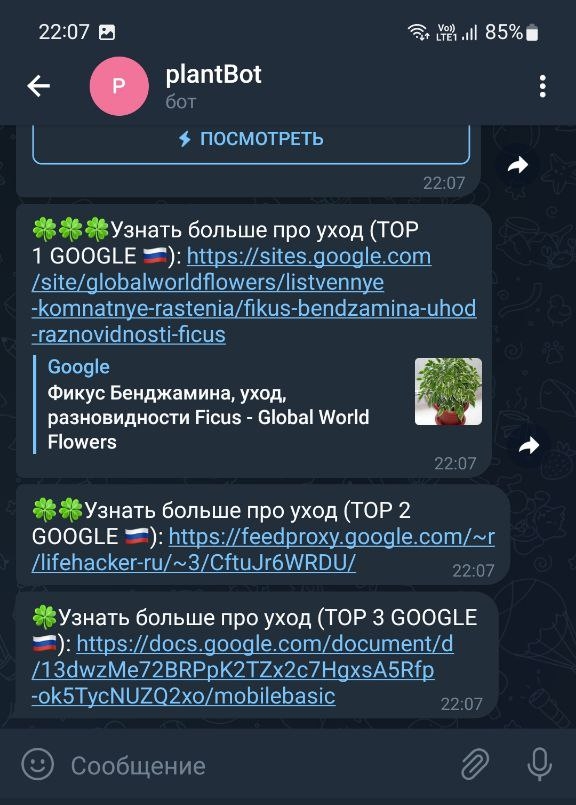 22:07
Vo)) LTE1
85%
P
plantBot
бот
ПОСМОТРЕТЬ
22:07
🍀🍀🍀Узнать больше про уход (TOP
1 GOOGLE 🇷🇺): https://sites.google.com
/site/globalworldflowers/listvennye
-komnatnye-rastenia/fikus-bendzamina-uhod
-raznovidnosti-ficus
Google
Фикус Бенджамина, уход,
разновидности Ficus - Global World
Flowers
22:07
🍀🍀Узнать больше про уход (TOP 2
GOOGLE 🇷🇺): https://feedproxy.google.com/~r
/lifehacker-ru/~3/CftuJr6WRDU/
22:07
🍀Узнать больше про уход (TOP 3 GOOGLE
🇷🇺): https://docs.google.com/document/d
/13dwzMe72BRPpK2TZx2c7HgxsA5Rfp
-ok5TycNUZQ2xo/mobilebasic
22:07
Сообщение